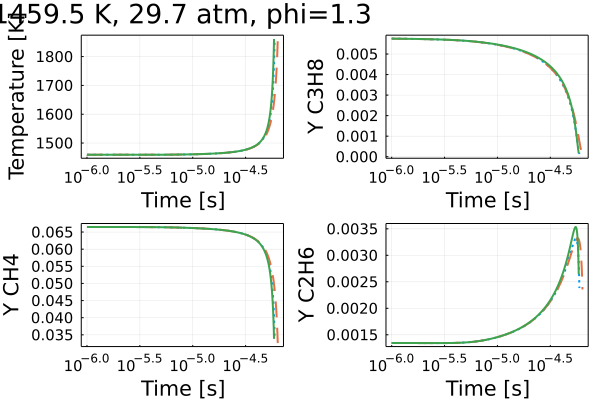 1459.5 K, 29.7 atm, phi=1.3
Temperature [K]
1800
1700
1600
1500
10^−6.0 10^−5.5 10^−5.0 10^−4.5
Time [s]
Y C3H8
0.005
0.004
0.003
0.002
0.001
0.000
10^−6.0 10^−5.5 10^−5.0 10^−4.5
Time [s]
Y CH4
0.065
0.060
0.055
0.050
0.045
0.040
0.035
10^−6.0 10^−5.5 10^−5.0 10^−4.5
Time [s]
Y C2H6
0.0035
0.0030
0.0025
0.0020
0.0015
10^−6.0 10^−5.5 10^−5.0 10^−4.5
Time [s]